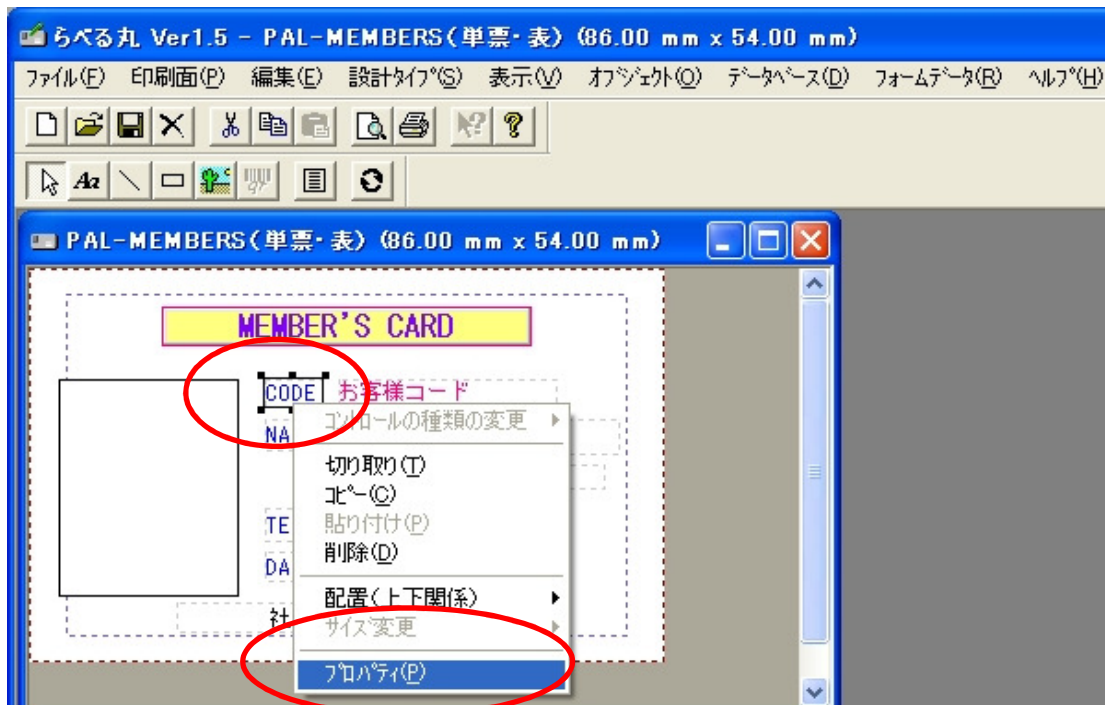 らべる丸 Ver1.5 - PAL-MEMBERS(単票・表) (86.00 mm x 54.00 mm)
ﾌｧｲﾙ(F) 印刷面(P) 編集(E) 設計ﾀｲﾌﾟ(S) 表示(V) ｵﾌﾞｼﾞｪｸﾄ(O) ﾃﾞｰﾀﾍﾞｰｽ(D) ﾌｫｰﾑﾃﾞｰﾀ(R) ﾍﾙﾌﾟ(H)
Aa
PAL-MEMBERS(単票・表) (86.00 mm x 54.00 mm)
MEMBER'S CARD
CODE お客様コード
NA
TE
DA
社
ｺﾝﾄﾛｰﾙの種類の変更
切り取り(T)
ｺﾋﾟｰ(C)
貼り付け(P)
削除(D)
配置(上下関係)
ｻｲｽﾞ変更
ﾌﾟﾛﾊﾟﾃｨ(P)